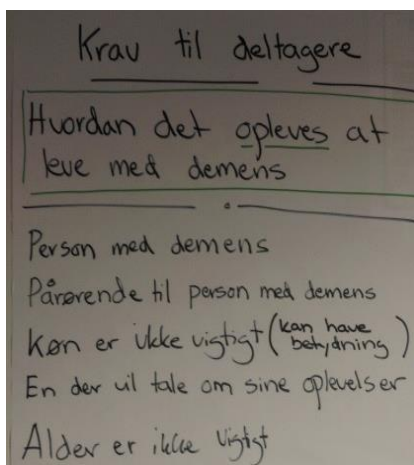 Krav til deltagere
Hvordan det opleves at
leve med demens
Person med demens
Pårørende til person med demens
Køn er ikke vigtigt (kan have betydning)
En der vil tale om sine oplevelser
Alder er ikke vigtigt